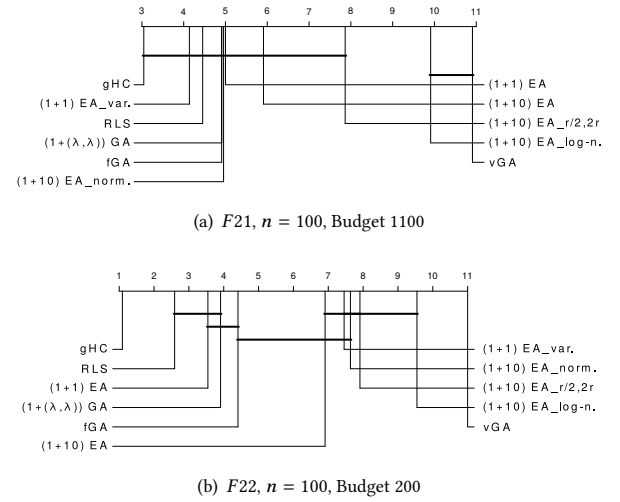 3 4 5 6 7 8 9 10 11
gHC
(1+1) EA_var.
RLS
(1+(λ,λ)) GA
fGA
(1+10) EA_norm.
(1+1) EA
(1+10) EA
(1+10) EA_r/2,2r
(1+10) EA_log-n.
vGA
(a) F21, n = 100, Budget 1100
1 2 3 4 5 6 7 8 9 10 11
gHC
RLS
(1+1) EA
(1+(λ,λ)) GA
fGA
(1+10) EA
(1+1) EA_var.
(1+10) EA_norm.
(1+10) EA_r/2,2r
(1+10) EA_log-n.
vGA
(b) F22, n = 100, Budget 200